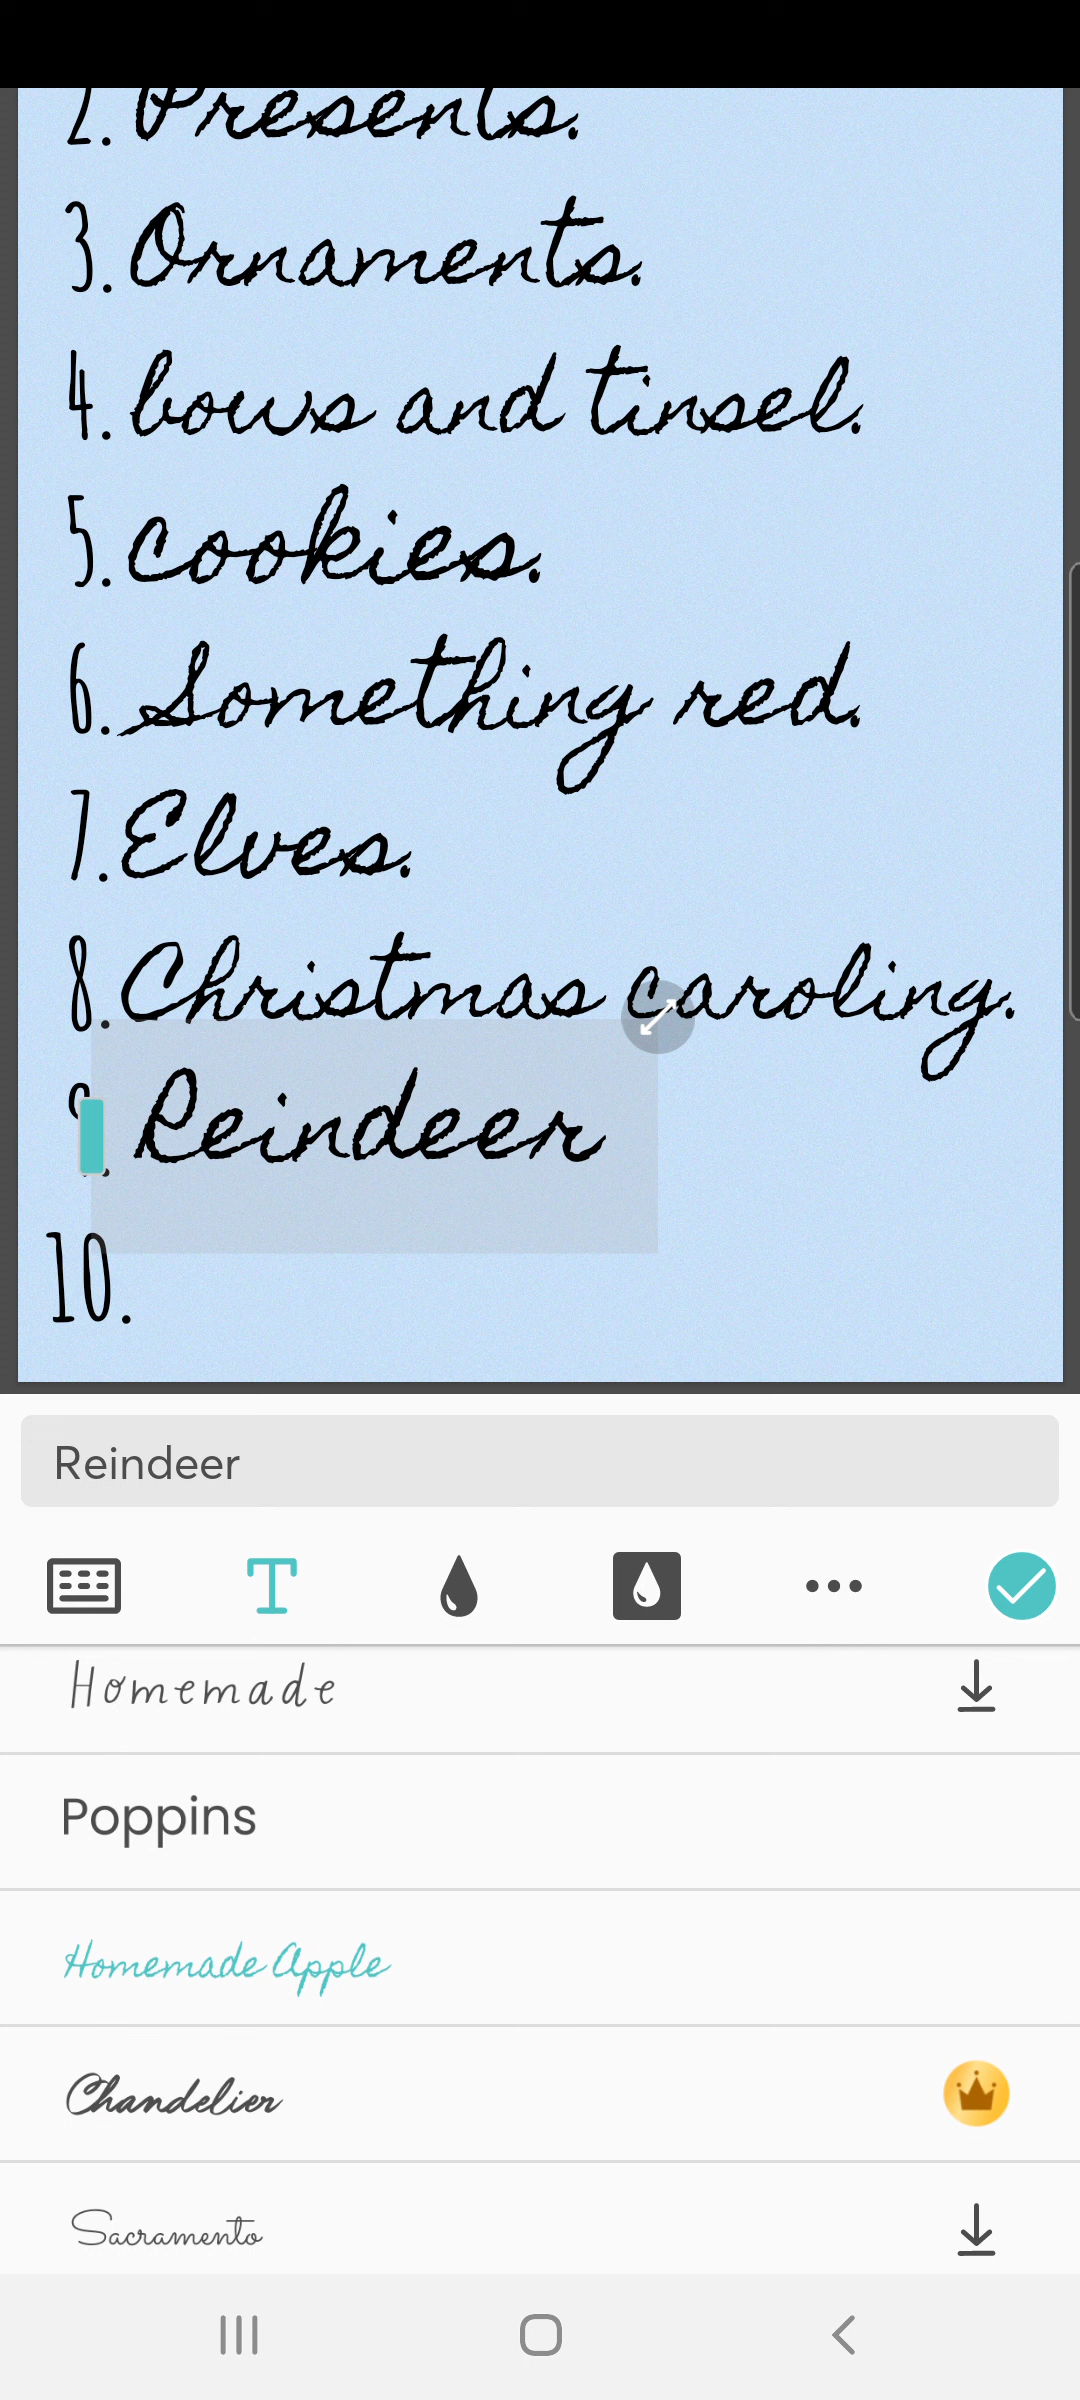 2. Presents.
3. Ornaments.
4. bows and tinsel.
5. cookies.
6. Something red.
7. Elves.
8. Christmas caroling.
9. Reindeer
10.
Reindeer
T
Homemade
Poppins
Homemade Apple
Chandelier
Sacramento